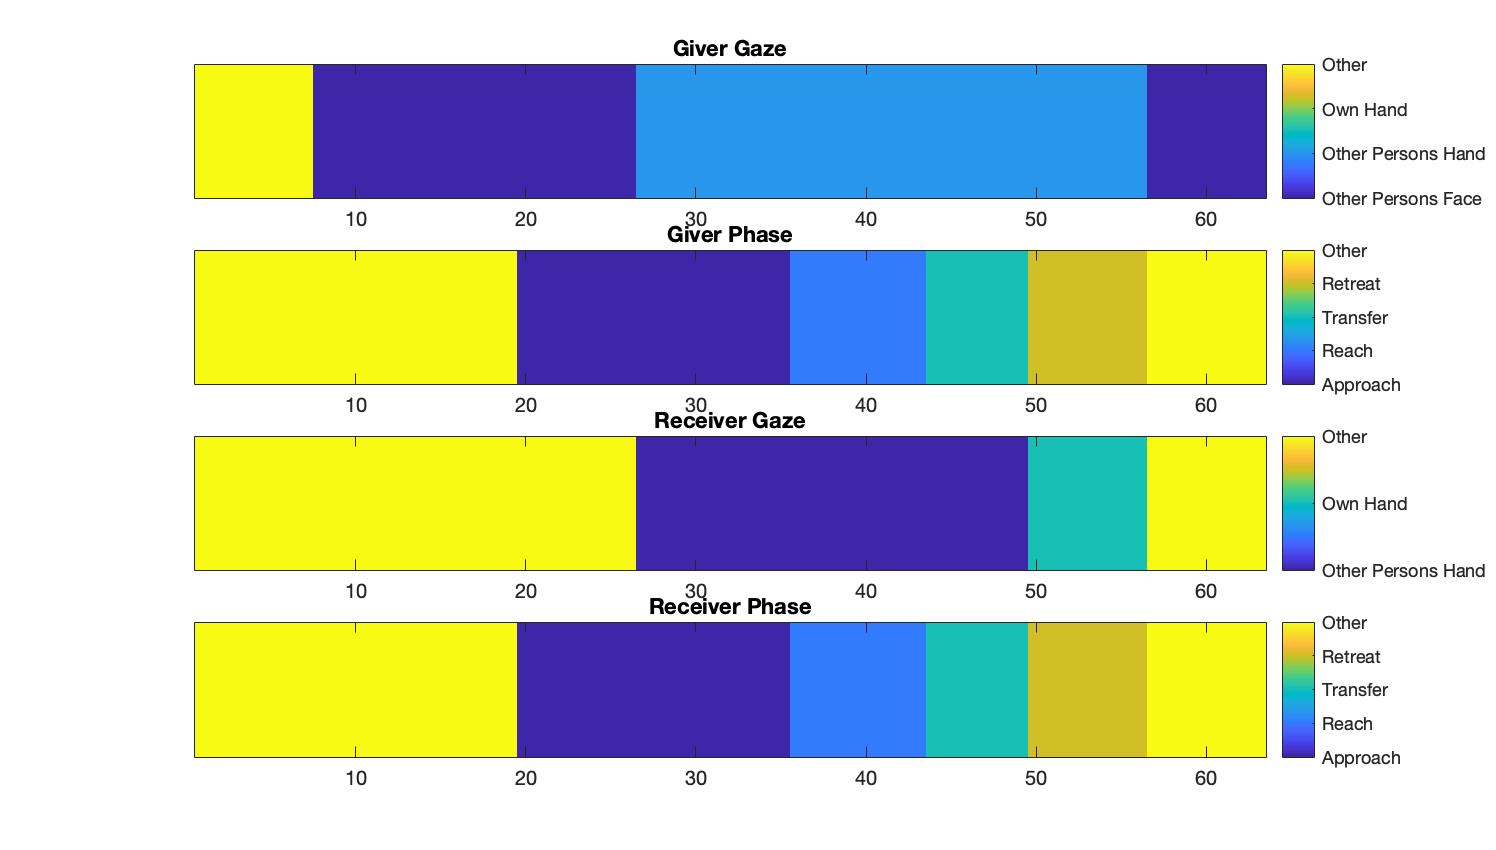 Giver Gaze
Other
Own Hand
Other Persons Hand
Other Persons Face
10 20 30 40 50 60
Giver Phase
Other
Retreat
Transfer
Reach
Approach
10 20 30 40 50 60
Receiver Gaze
Other
Own Hand
Other Persons Hand
10 20 30 40 50 60
Receiver Phase
Other
Retreat
Transfer
Reach
Approach
10 20 30 40 50 60